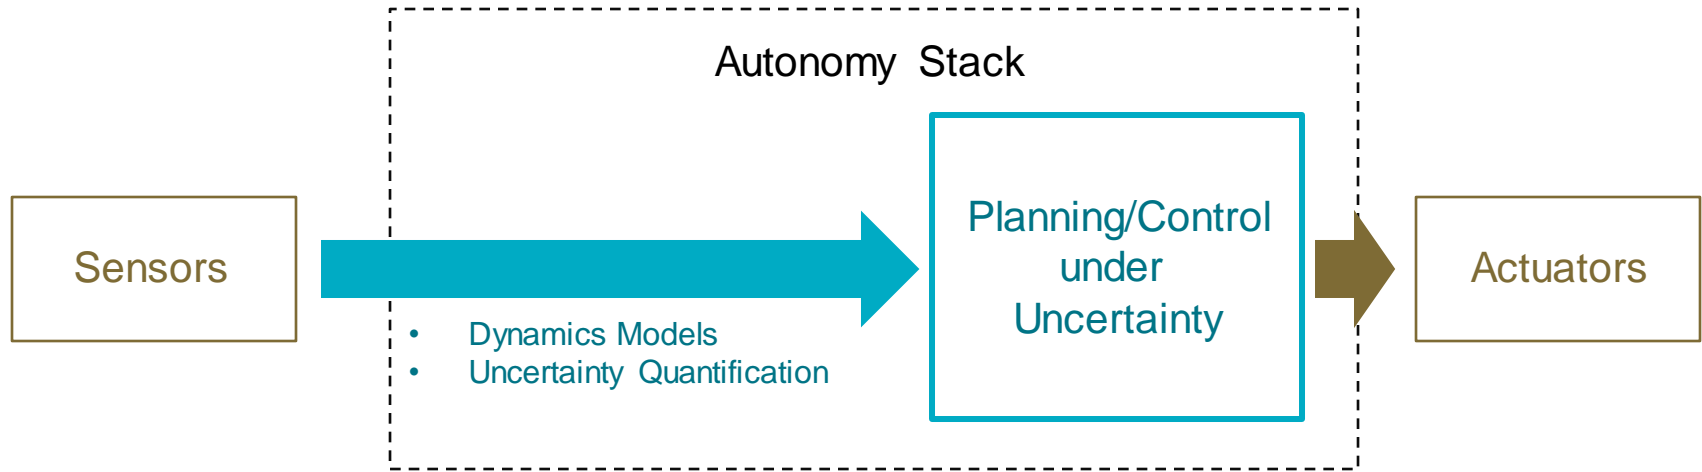 Autonomy Stack
Sensors
• Dynamics Models
• Uncertainty Quantification
Planning/Control
under
Uncertainty
Actuators